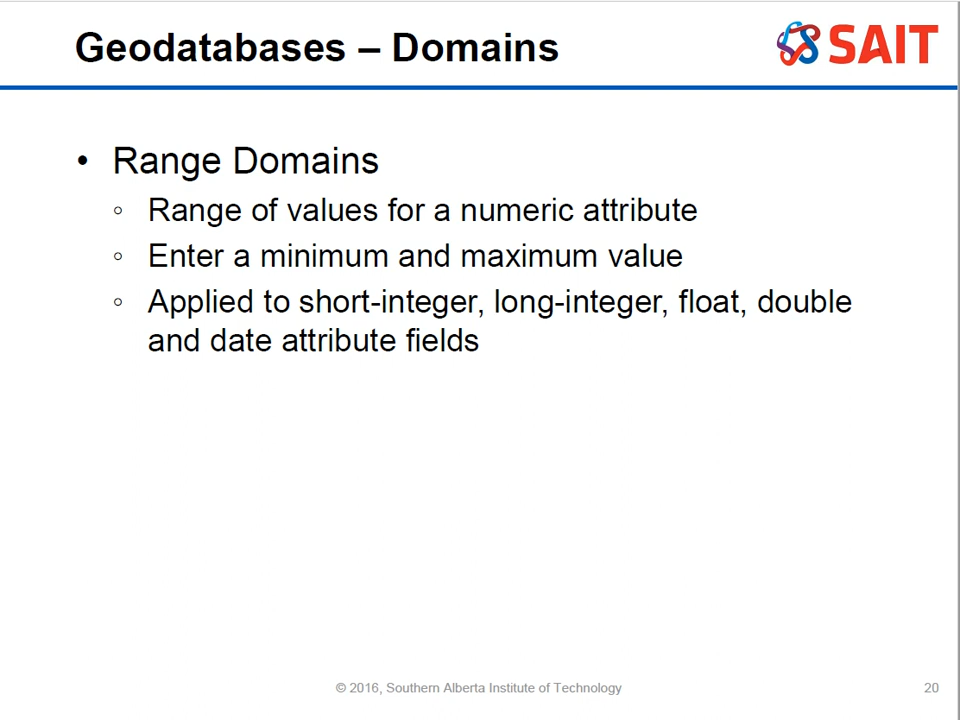 Geodatabases – Domains
SAIT
• Range Domains
◦ Range of values for a numeric attribute
◦ Enter a minimum and maximum value
◦ Applied to short-integer, long-integer, float, double
and date attribute fields
© 2016, Southern Alberta Institute of Technology
20